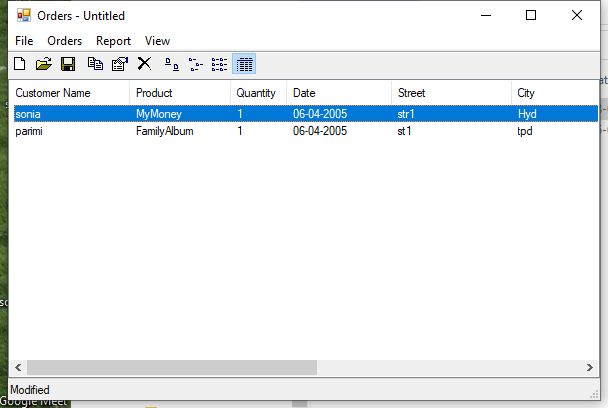 Orders - Untitled
File Orders Report View
Customer Name Product Quantity Date Street City
sonia MyMoney 1 06-04-2005 str1 Hyd
parimi FamilyAlbum 1 06-04-2005 st1 tpd
Modified
Google Meet